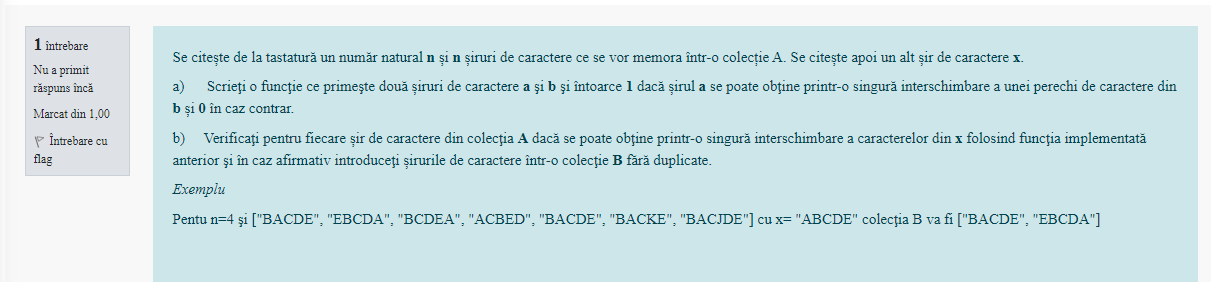 1 întrebare
Nu a primit
răspuns încă
Marcat din 1,00
Întrebare cu
flag
Se citește de la tastatură un număr natural n și n șiruri de caractere ce se vor memora într-o colecție A. Se citește apoi un alt șir de caractere x.
a) Scrieți o funcție ce primește două șiruri de caractere a și b și întoarce 1 dacă șirul a se poate obține printr-o singură interschimbare a unei perechi de caractere din
b și 0 în caz contrar.
b) Verificați pentru fiecare șir de caractere din colecția A dacă se poate obține printr-o singură interschimbare a caracterelor din x folosind funcția implementată
anterior și în caz afirmativ introduceți șirurile de caractere într-o colecție B fără duplicate.
Exemplu
Pentu n=4 și ["BACDE", "EBCDA", "BCDEA", "ACBED", "BACDE", "BACKE", "BACJDE"] cu x= "ABCDE" colecția B va fi ["BACDE", "EBCDA"]